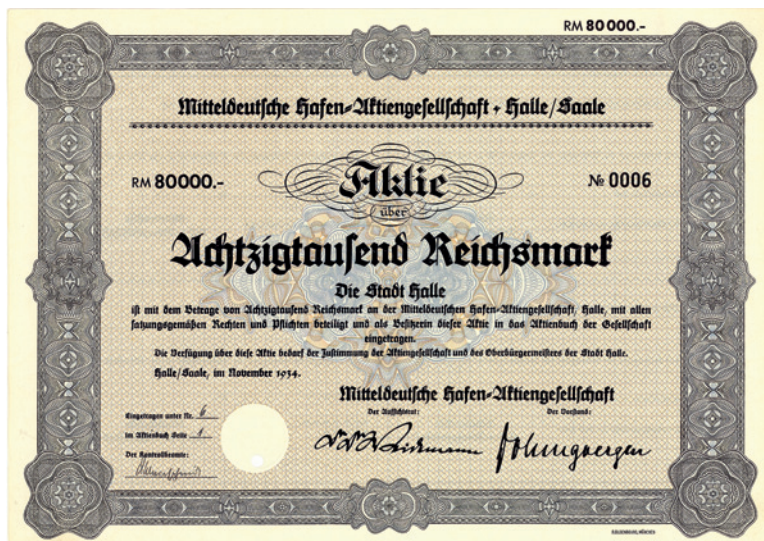 RM 80000.-
Mitteldeutsche Hafen-Aktiengesellschaft + Halle/Saale
RM 80000.-
Aktie
№ 0006
über
Achtzigtausend Reichsmark
Die Stadt Halle
ist mit dem Betrage von Achtzigtausend Reichsmark an der Mitteldeutschen Hafen-Aktiengesellschaft, Halle, mit allen
satzungsgemäßen Rechten und Pflichten beteiligt und als Besitzerin dieser Aktie in das Aktienbuch der Gesellschaft
eingetragen.
Die Verfügung über diese Aktie bedarf der Zustimmung der Aktiengesellschaft und des Oberbürgermeisters der Stadt Halle.
Halle/Saale, im November 1934.
Mitteldeutsche Hafen-Aktiengesellschaft
Der Aufsichtsrat:
Der Vorstand:
Eingetragen unter Nr. 6
im Aktienbuch Seite 1
Der Kontrollbeamte: